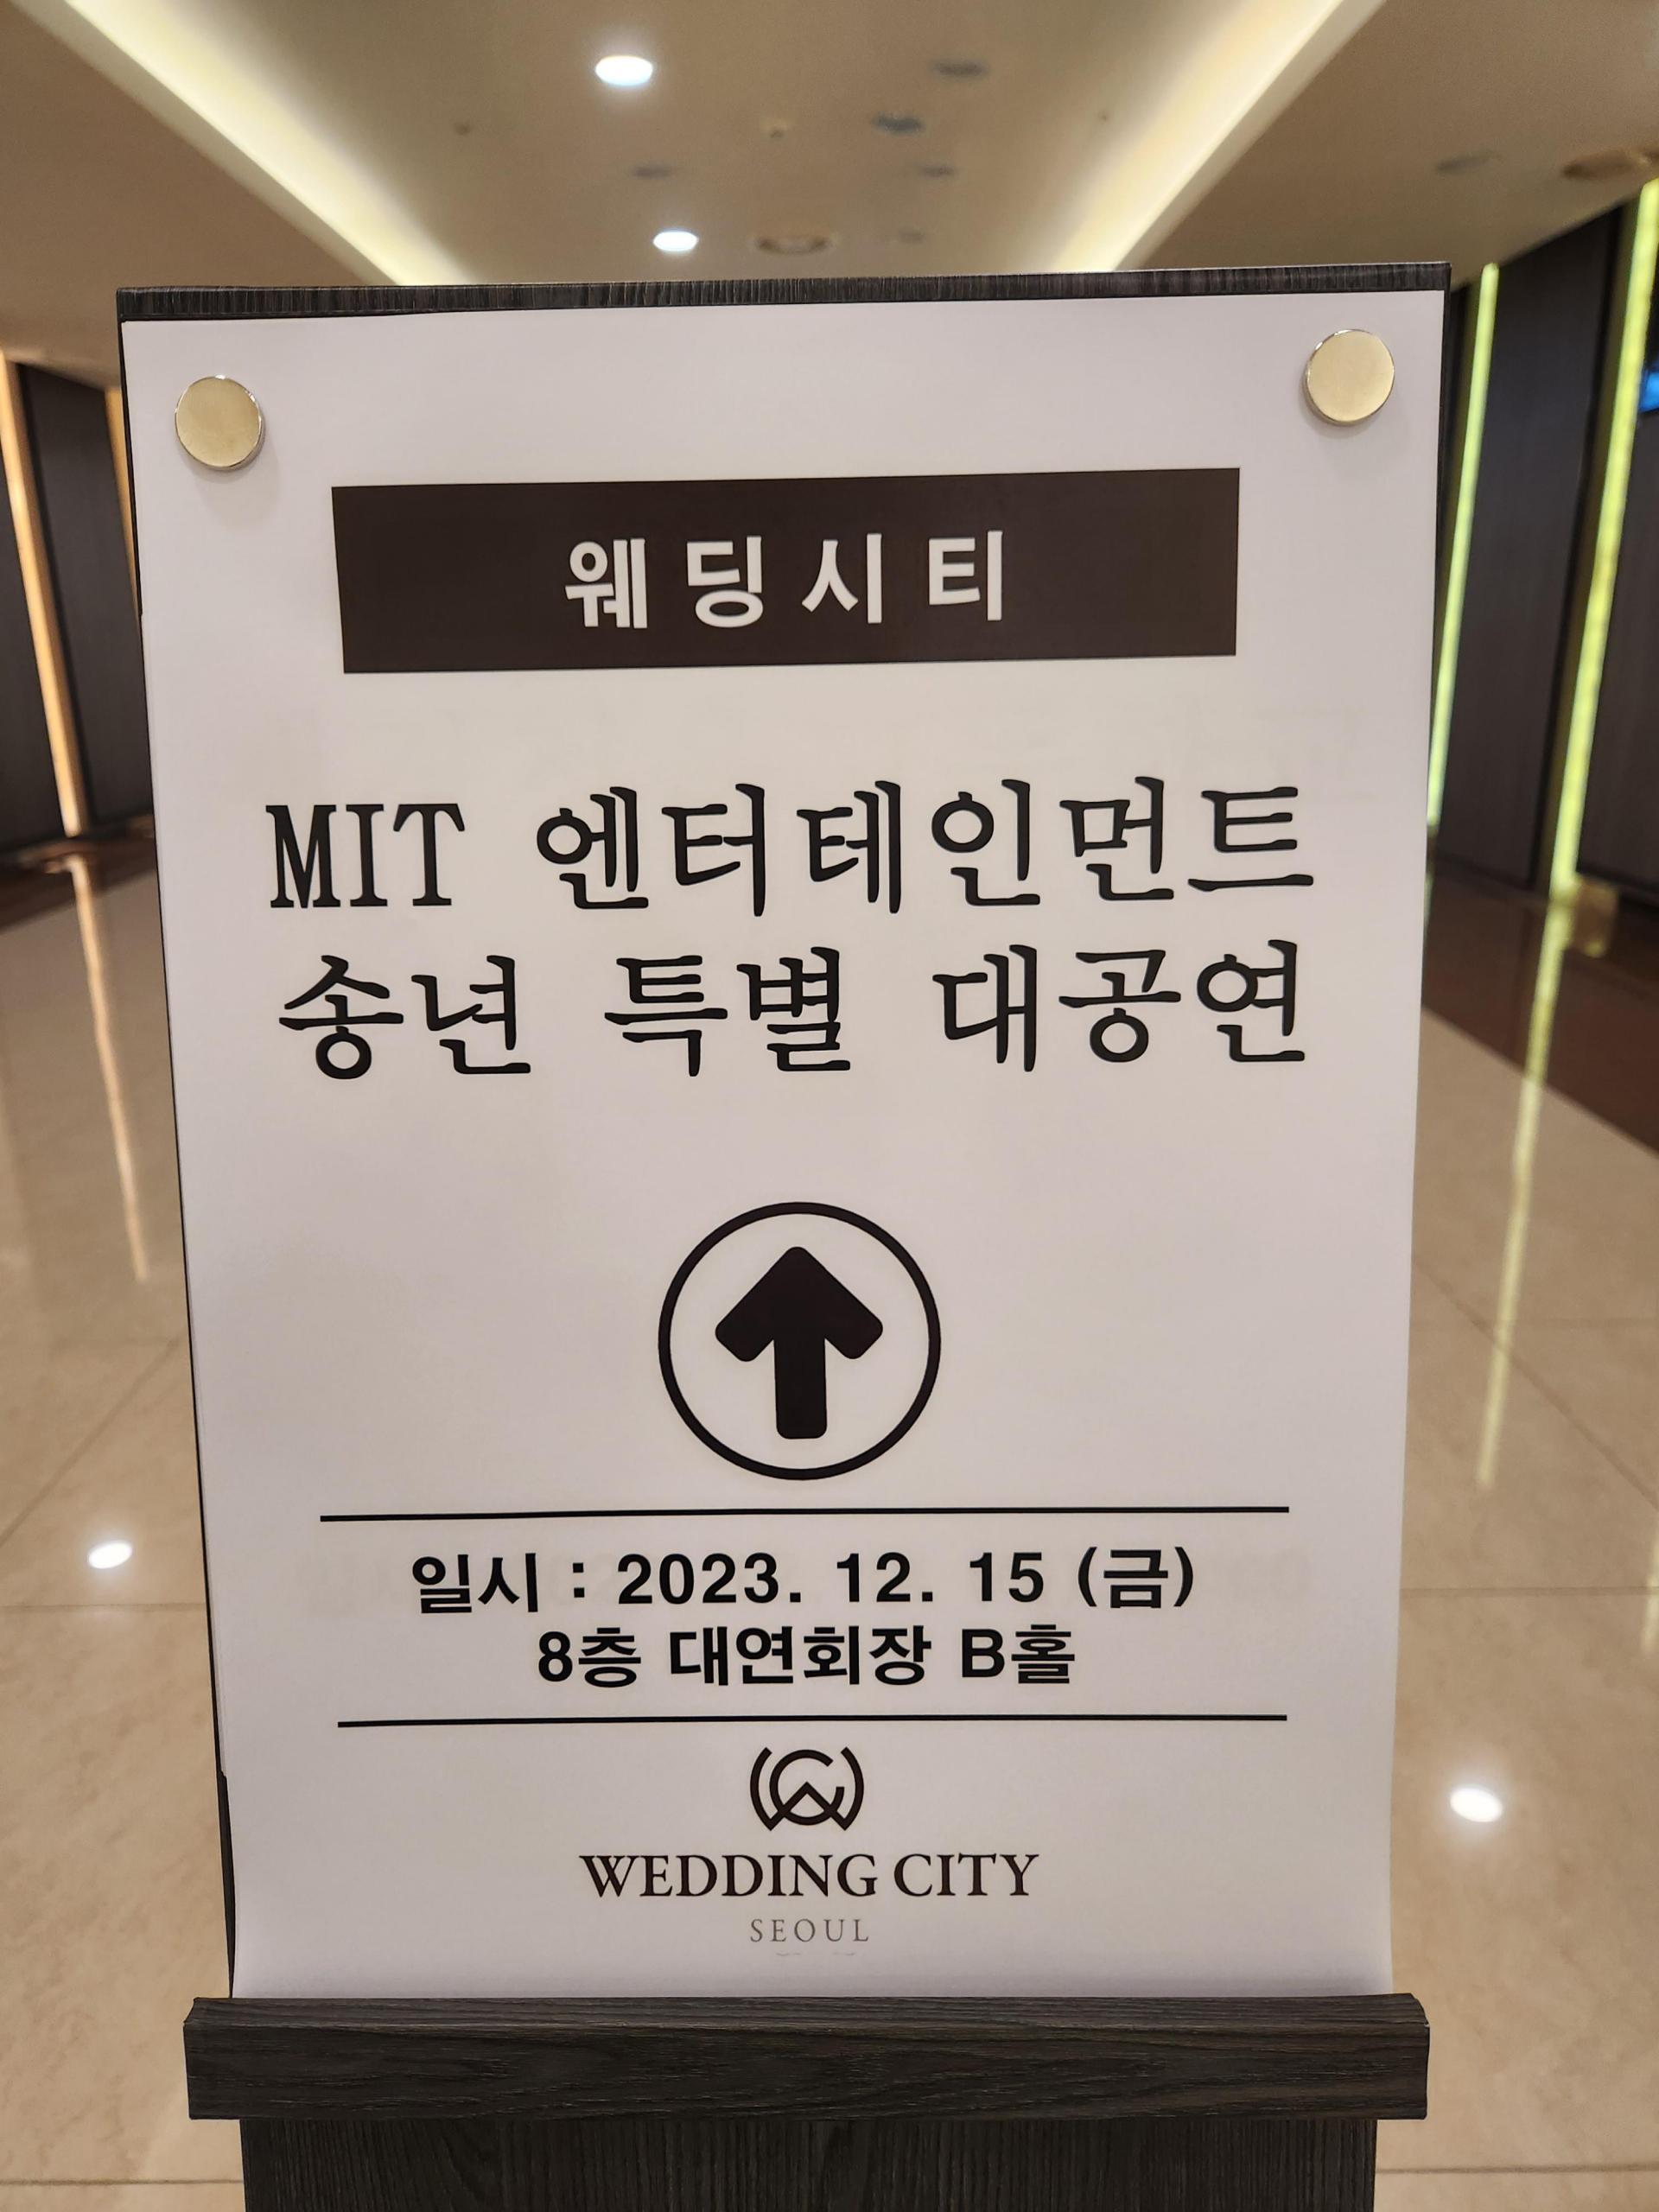 웨딩시티
MIT 엔터테인먼트
송년 특별 대공연
일시 : 2023. 12. 15 (금)
8층 대연회장 B홀
WEDDING CITY
SEOUL